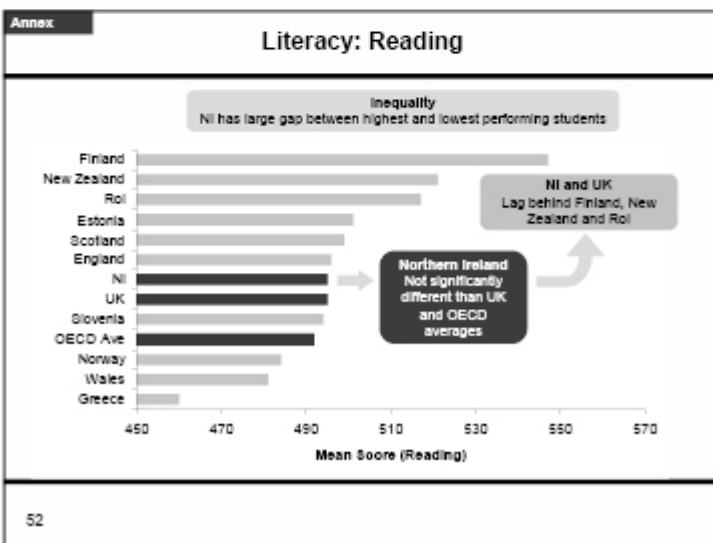 Annex
Literacy: Reading
Inequality
NI has large gap between highest and lowest performing students
Finland
New Zealand
RoI
Estonia
Scotland
England
NI
UK
Slovenia
OECD Ave
Norway
Wales
Greece
NI and UK
Lag behind Finland, New
Zealand and RoI
Northern Ireland
Not significantly
different than UK
and OECD
averages
450 470 490 510 530 550 570
Mean Score (Reading)
52